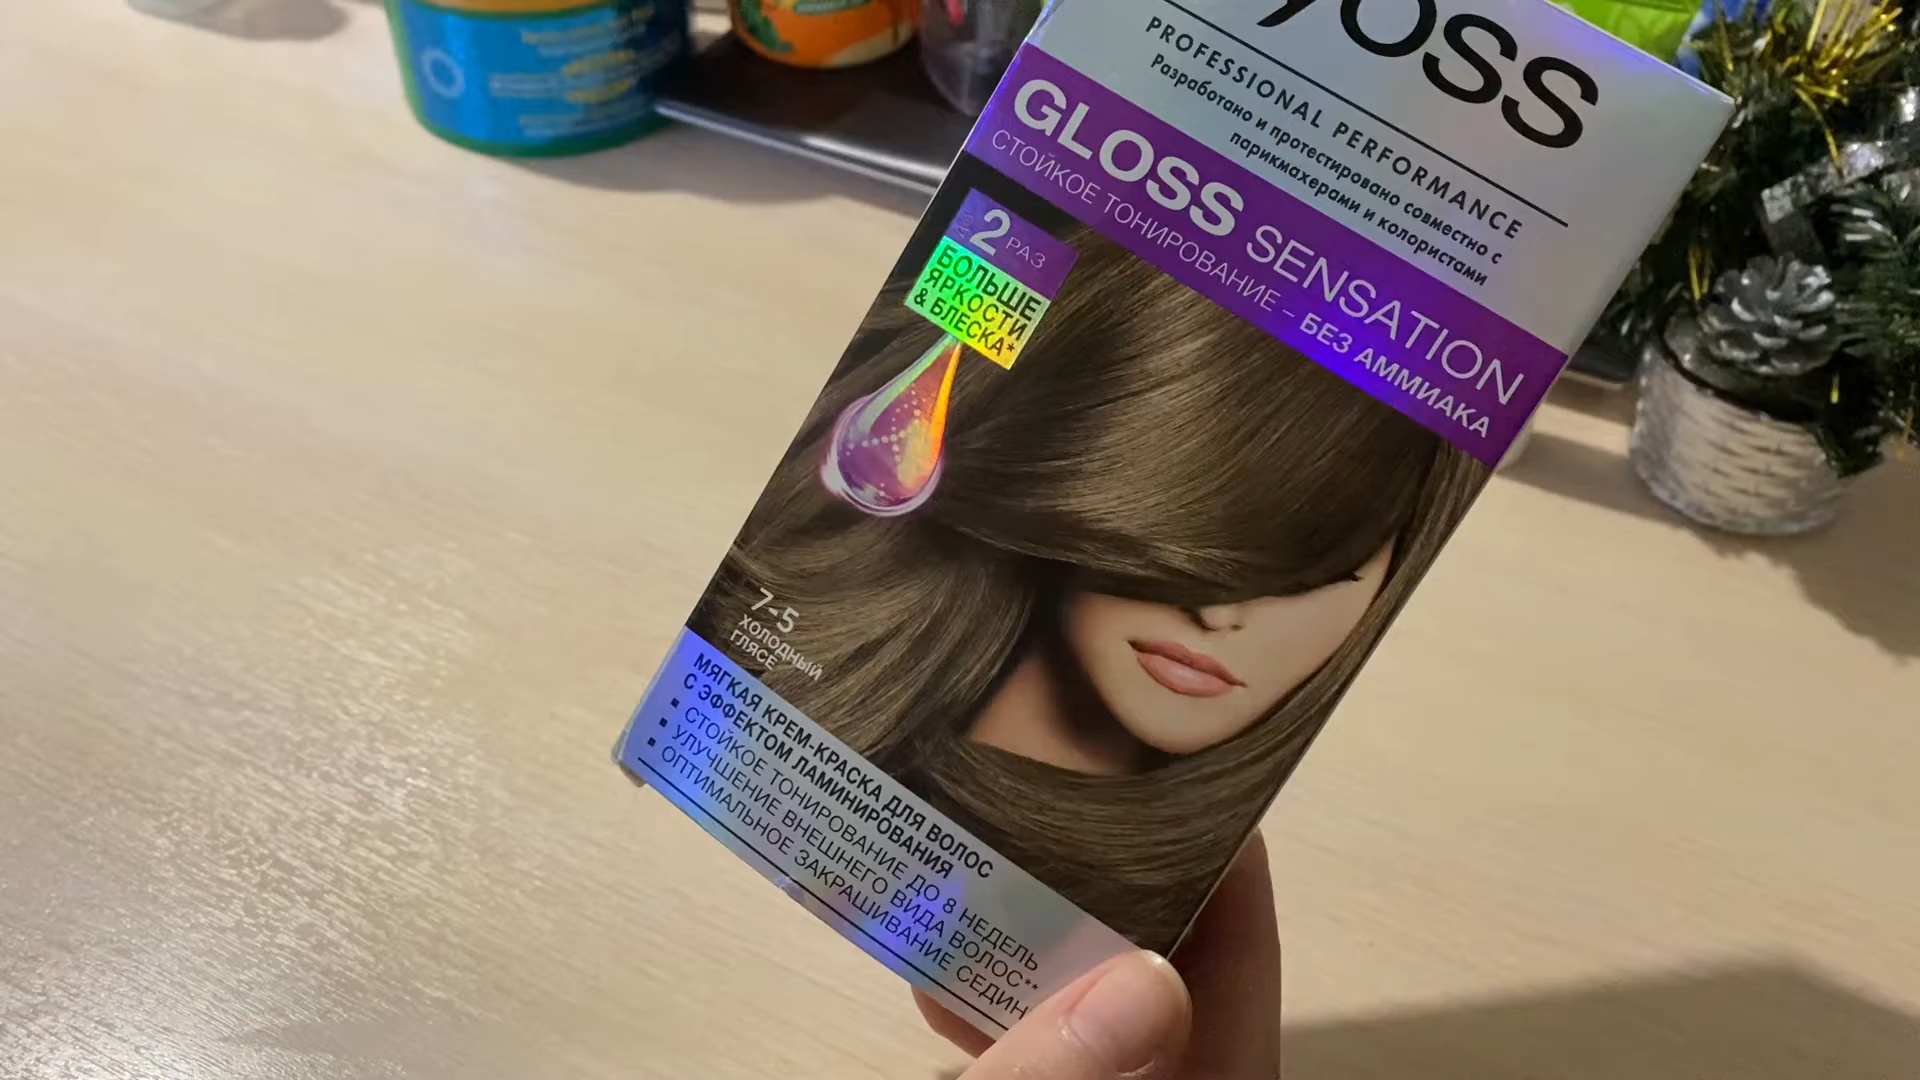 yoss
PROFESSIONAL PERFORMANCE
Разработано и протестировано совместно с
парикмахерами и колористами
GLOSS SENSATION
СТОЙКОЕ ТОНИРОВАНИЕ – БЕЗ АММИАКА
ДО 2 РАЗ
БОЛЬШЕ
ЯРКОСТИ
& БЛЕСКА*
7-5
ХОЛОДНЫЙ
ГЛЯСЕ
МЯГКАЯ КРЕМ-КРАСКА ДЛЯ ВОЛОС
С ЭФФЕКТОМ ЛАМИНИРОВАНИЯ
▪ СТОЙКОЕ ТОНИРОВАНИЕ ДО 8 НЕДЕЛЬ
▪ УЛУЧШЕНИЕ ВНЕШНЕГО ВИДА ВОЛОС**
▪ ОПТИМАЛЬНОЕ ЗАКРАШИВАНИЕ СЕДИН